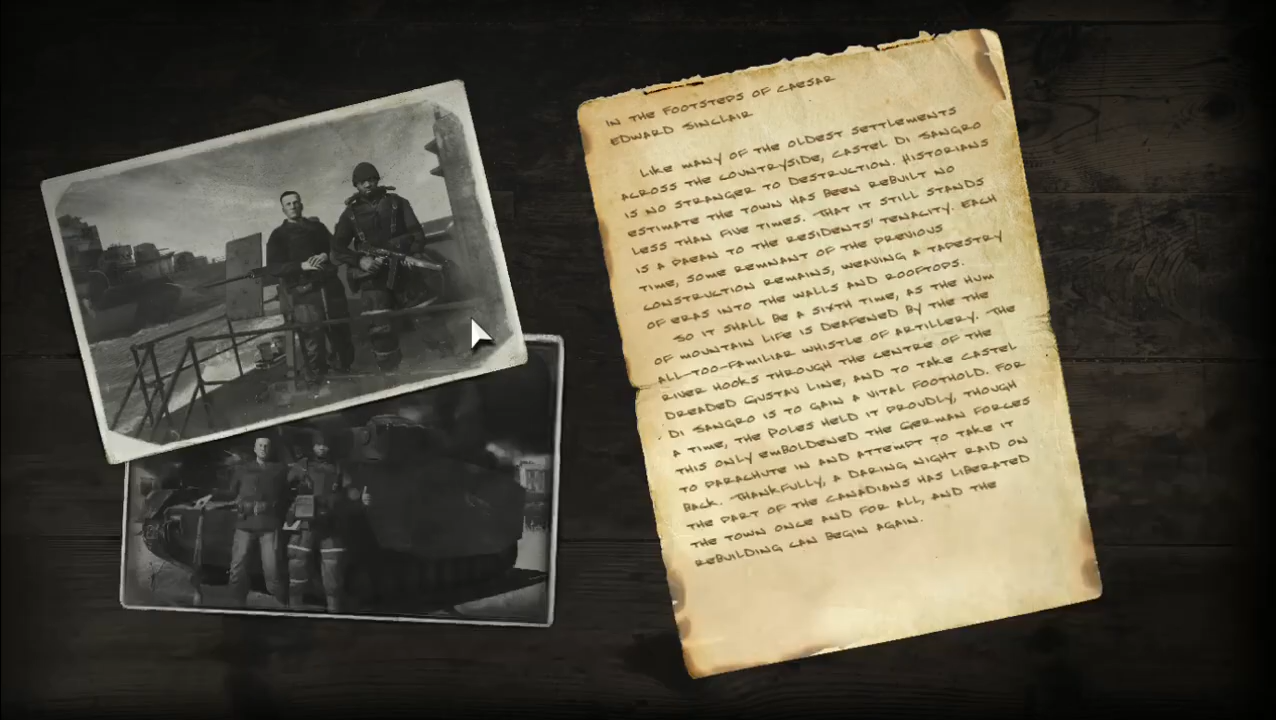 IN THE FOOTSTEPS OF CAESAR
EDWARD SINCLAIR
LIKE MANY OF THE OLDEST SETTLEMENTS
ACROSS THE COUNTRYSIDE, CASTEL DI SANGRO
IS NO STRANGER TO DESTRUCTION. HISTORIANS
ESTIMATE THE TOWN HAS BEEN REBUILT NO
LESS THAN FIVE TIMES. THAT IT STILL STANDS
IS A PAEAN TO THE RESIDENTS' TENACITY. EACH
TIME, SOME REMNANT OF THE PREVIOUS
CONSTRUCTION REMAINS, WEAVING A TAPESTRY
OF ERAS INTO THE WALLS AND ROOFTOPS.
SO IT SHALL BE A SIXTH TIME, AS THE HUM
OF MOUNTAIN LIFE IS DEAFENED BY THE THE
ALL-TOO-FAMILIAR WHISTLE OF ARTILLERY. THE
RIVER HOOKS THROUGH THE CENTRE OF THE
DREADED GUSTAV LINE, AND TO TAKE CASTEL
DI SANGRO IS TO GAIN A VITAL FOOTHOLD. FOR
A TIME, THE POLES HELD IT PROUDLY, THOUGH
THIS ONLY EMBOLDENED THE GERMAN FORCES
TO PARACHUTE IN AND ATTEMPT TO TAKE IT
BACK. THANKFULLY, A DARING NIGHT RAID ON
THE PART OF THE CANADIANS HAS LIBERATED
THE TOWN ONCE AND FOR ALL, AND THE
REBUILDING CAN BEGIN AGAIN.